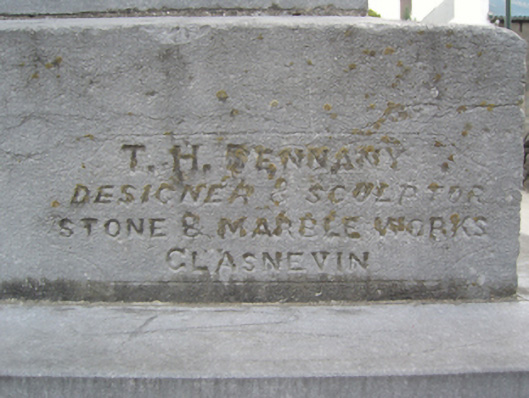 T. H. DENNANY
DESIGNER & SCULPTOR
STONE & MARBLE WORKS
GLASNEVIN